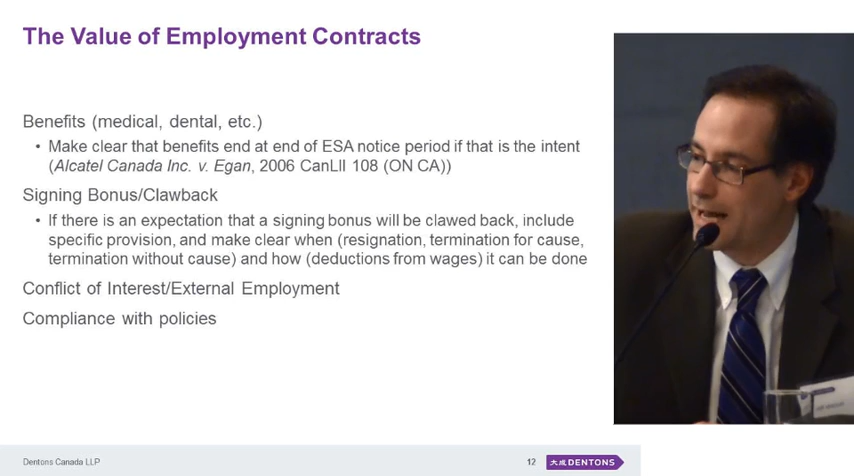 The Value of Employment Contracts
Benefits (medical, dental, etc.)
• Make clear that benefits end at end of ESA notice period if that is the intent
(Alcatel Canada Inc. v. Egan, 2006 CanLII 108 (ON CA))
Signing Bonus/Clawback
• If there is an expectation that a signing bonus will be clawed back, include
specific provision, and make clear when (resignation, termination for cause,
termination without cause) and how (deductions from wages) it can be done
Conflict of Interest/External Employment
Compliance with policies
Dentons Canada LLP
12
大成 DENTONS